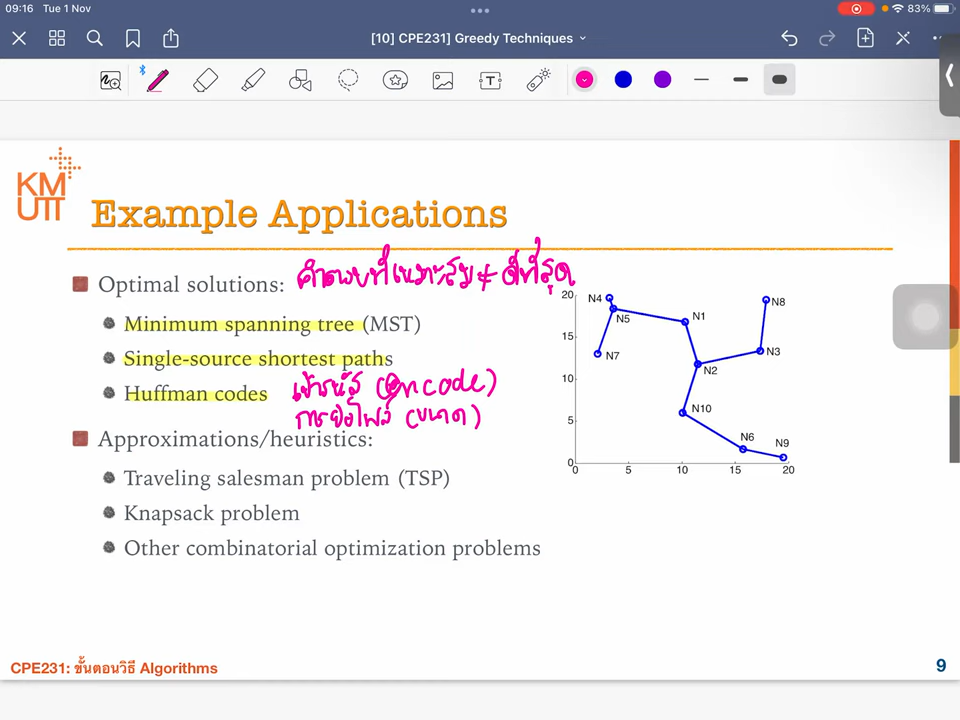 09:16 Tue 1 Nov
83%
[10] CPE231] Greedy Techniques
T
KM
UTT
Example Applications
Optimal solutions: คำตอบที่เหมาะสม ≠ ดีที่สุด
Minimum spanning tree (MST)
Single-source shortest paths
Huffman codes เข้ารหัส (encode)
การย่อไฟล์ (ขนาด)
Approximations/heuristics:
Traveling salesman problem (TSP)
Knapsack problem
Other combinatorial optimization problems
20
15
10
5
0
0 5 10 15 20
N4
N8
N5
N1
N7
N3
N2
N10
N6
N9
CPE231: ขั้นตอนวิธี Algorithms
9